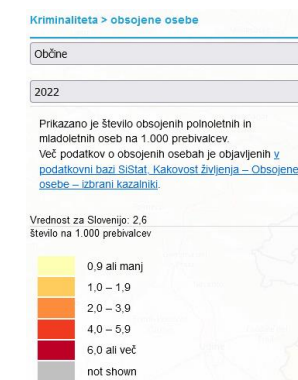 Kriminaliteta > obsojene osebe
Občine
2022
Prikazano je število obsojenih polnoletnih in
mladoletnih oseb na 1.000 prebivalcev.
Več podatkov o obsojenih osebah je objavljenih v
podatkovni bazi SiStat, Kakovost življenja – Obsojene
osebe – izbrani kazalniki.
Vrednost za Slovenijo: 2,6
število na 1.000 prebivalcev
0,9 ali manj
1,0 – 1,9
2,0 – 3,9
4,0 – 5,9
6,0 ali več
not shown